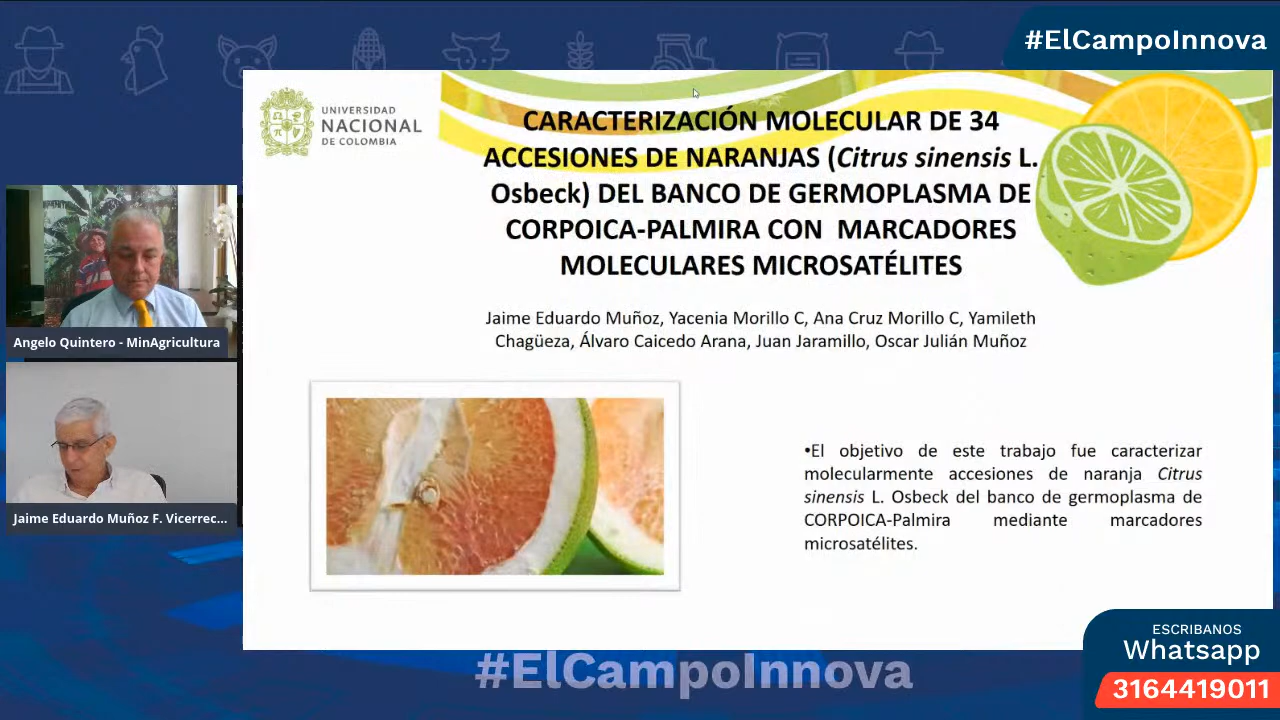 #ElCampoInnova
UNIVERSIDAD
NACIONAL
DE COLOMBIA
CARACTERIZACIÓN MOLECULAR DE 34
ACCESIONES DE NARANJAS (Citrus sinensis L.
Osbeck) DEL BANCO DE GERMOPLASMA DE
CORPOICA-PALMIRA CON MARCADORES
MOLECULARES MICROSATÉLITES
Jaime Eduardo Muñoz, Yacenia Morillo C, Ana Cruz Morillo C, Yamileth
Chagüeza, Álvaro Caicedo Arana, Juan Jaramillo, Oscar Julián Muñoz
Angelo Quintero - MinAgricultura
Jaime Eduardo Muñoz F. Vicerrec...
•El objetivo de este trabajo fue caracterizar
molecularmente accesiones de naranja Citrus
sinensis L. Osbeck del banco de germoplasma de
CORPOICA-Palmira mediante marcadores
microsatélites.
ESCRIBANOS
Whatsapp
3164419011
#ElCampoInnova